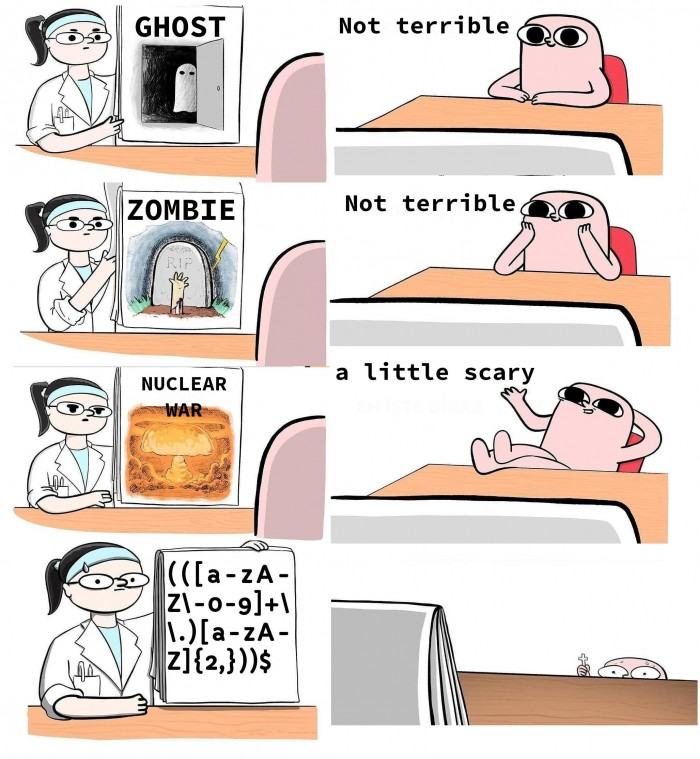 GHOST
Not terrible
ZOMBIE
Not terrible
RIP
NUCLEAR
WAR
a little scary
(([a-zA-
Z\-0-9]+\
\.)[a-zA-
Z]{2,}))$